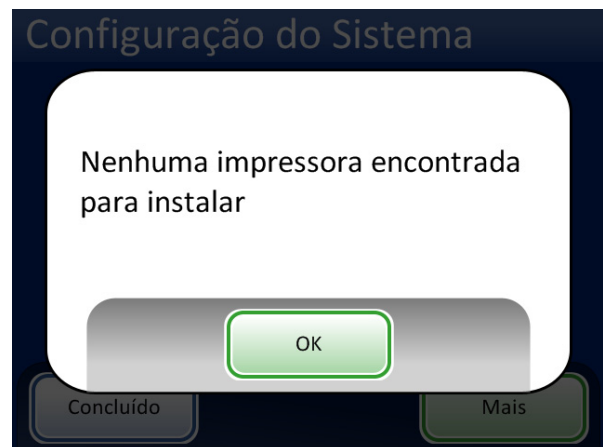 Configuração do Sistema
Nenhuma impressora encontrada
para instalar
OK
Concluído
Mais